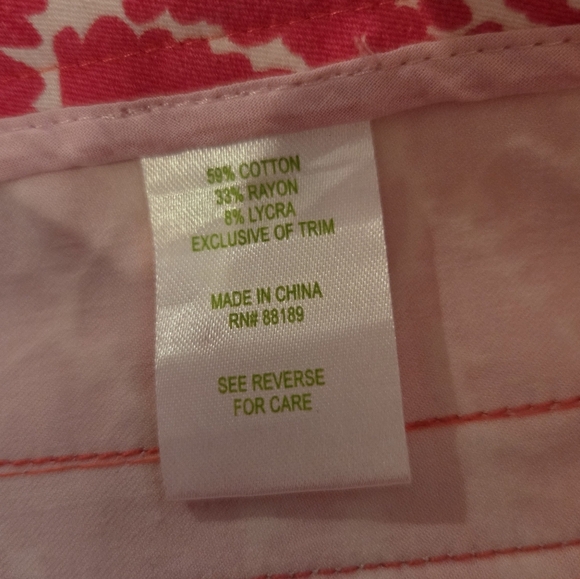 59% COTTON
33% RAYON
8% LYCRA
EXCLUSIVE OF TRIM
MADE IN CHINA
RN# 88189
SEE REVERSE
FOR CARE